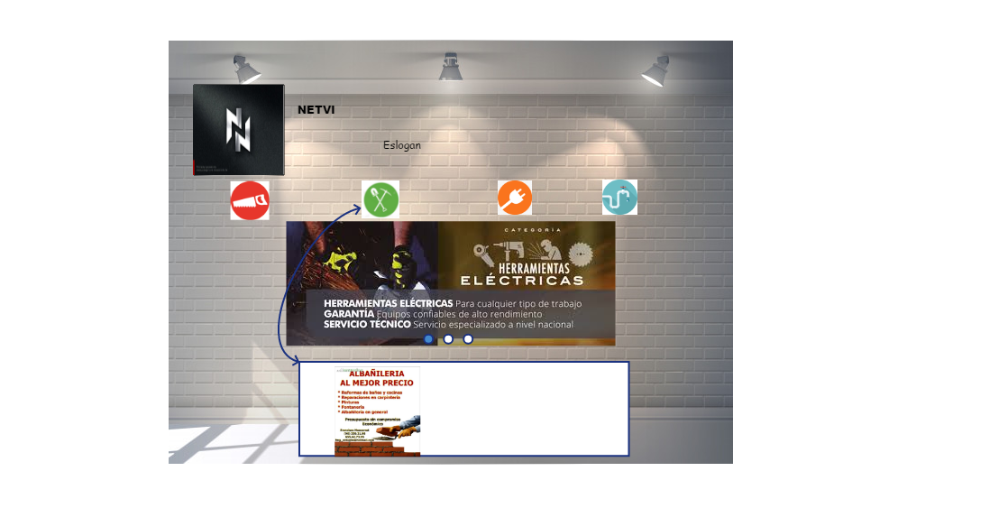 NETVI
Eslogan
CATEGORÍA
HERRAMIENTAS
ELÉCTRICAS
HERRAMIENTAS ELÉCTRICAS Para cualquier tipo de trabajo
GARANTÍA Equipos confiables de alto rendimiento
SERVICIO TÉCNICO Servicio especializado a nivel nacional
ALBAÑILERIA
AL MEJOR PRECIO
* Reformas de baños y cocinas
* Reparaciones en carpintería
* Pinturas
* Fontanería
* Albañilería en general
Presupuesto sin compromiso
Económico